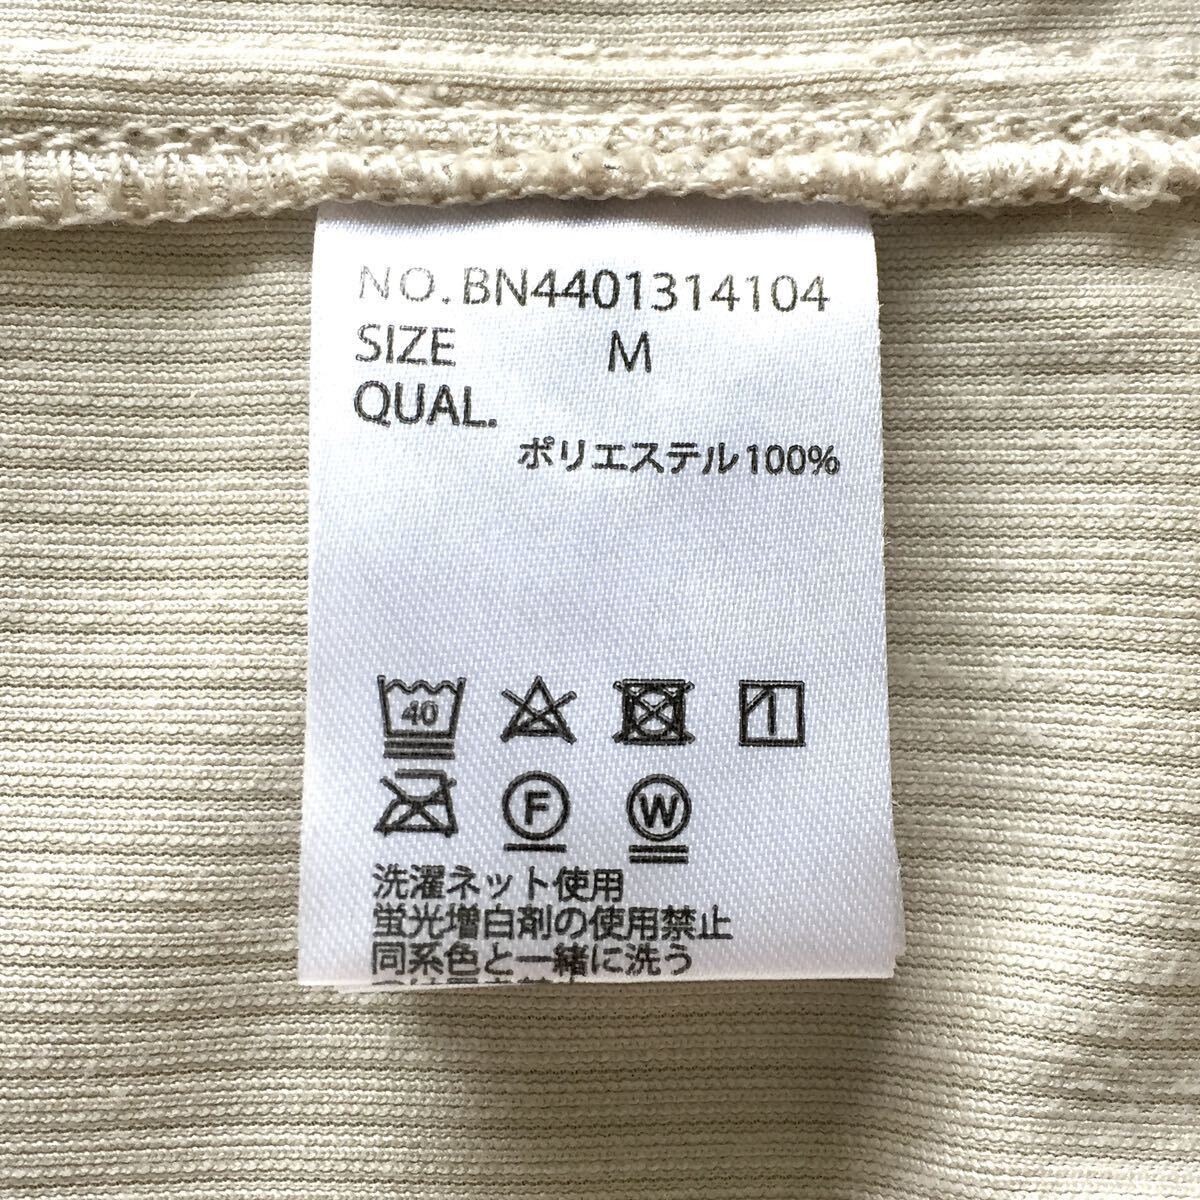 NO.BN4401314104
SIZE M
QUAL.
ポリエステル100%
40
F W
洗濯ネット使用
蛍光増白剤の使用禁止
同系色と一緒に洗う